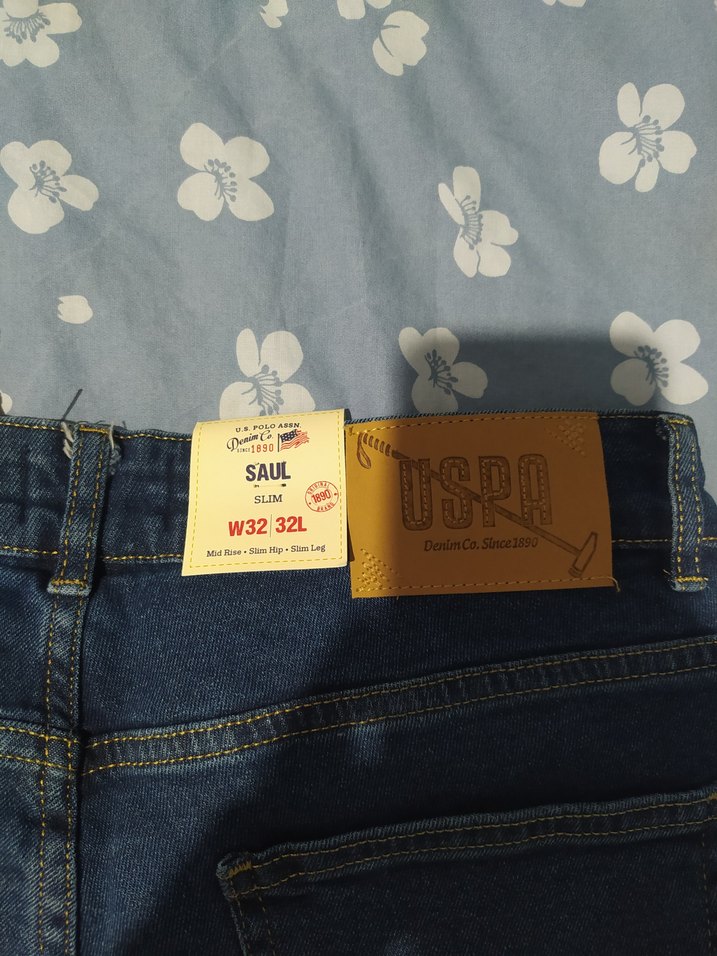 U.S. POLO ASSN.
Denim Co.
SINCE 1890
SAUL
SLIM
ORIGINAL
1890
BRAND
W32 | 32L
Mid Rise • Slim Hip • Slim Leg
USPA
Denim Co. Since 1890